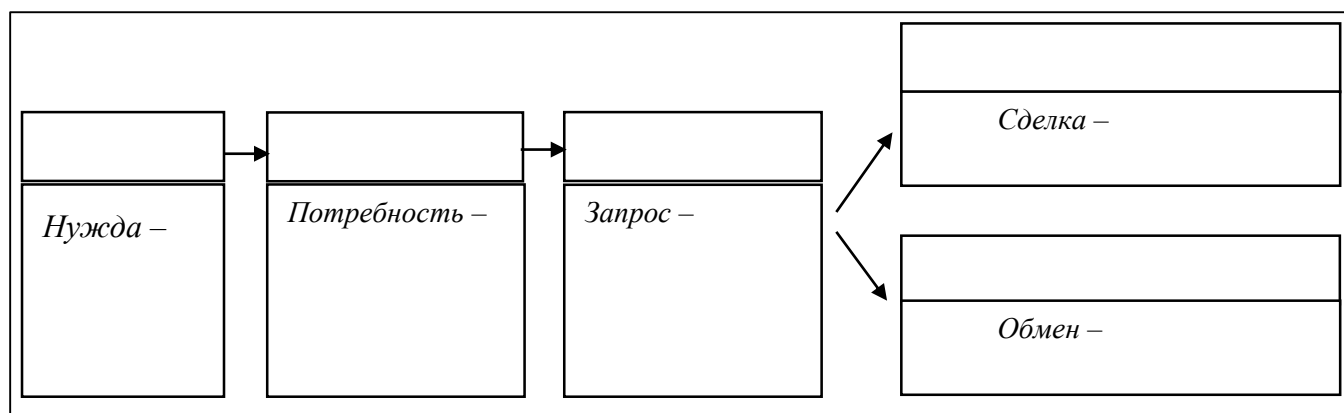 Нужда –
Потребность –
Запрос –
Сделка –
Обмен –